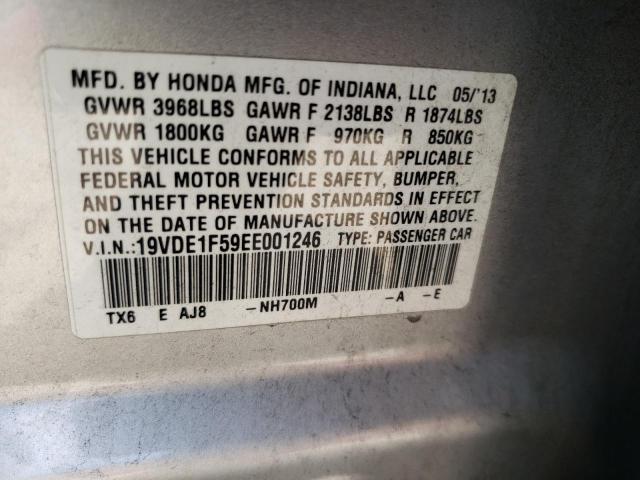 MFD. BY HONDA MFG. OF INDIANA, LLC 05/'13
GVWR 3968LBS GAWR F 2138LBS R 1874LBS
GVWR 1800KG GAWR F 970KG R 850KG
THIS VEHICLE CONFORMS TO ALL APPLICABLE
FEDERAL MOTOR VEHICLE SAFETY, BUMPER,
AND THEFT PREVENTION STANDARDS IN EFFECT
ON THE DATE OF MANUFACTURE SHOWN ABOVE.
V.I.N.:19VDE1F59EE001246 TYPE: PASSENGER CAR
TX6 E AJ8 -NH700M -A -E